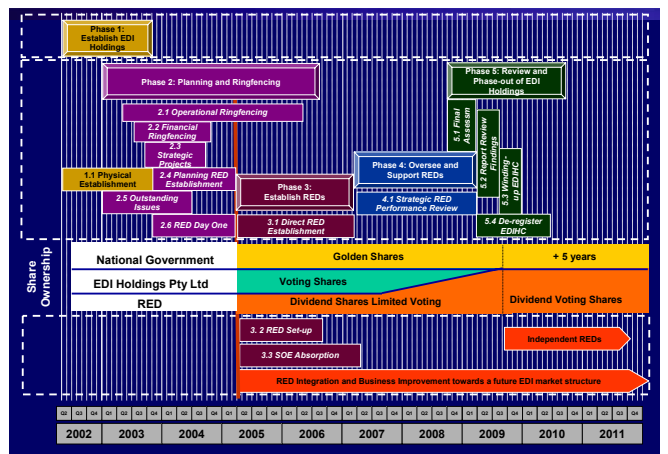 Phase 1:
Establish EDI
Holdings
Phase 2: Planning and Ringfencing
Phase 5: Review and
Phase-out of EDI
Holdings
2.1 Operational Ringfencing
2.2 Financial
Ringfencing
2.3
Strategic
Projects
1.1 Physical
Establishment
2.4 Planning RED
Establishment
2.5 Outstanding
Issues
2.6 RED Day One
Phase 3:
Establish REDs
3.1 Direct RED
Establishment
Phase 4: Oversee and
Support REDs
4.1 Strategic RED
Performance Review
5.1 Final
Assessm
5.2 Report Review
Findings
5.3 Winding-
up EDIHC
5.4 De-register
EDIHC
Share
Ownership
National Government
Golden Shares
+ 5 years
EDI Holdings Pty Ltd
Voting Shares
RED
Dividend Shares Limited Voting
Dividend Voting Shares
3. 2 RED Set-up
Independent REDs
3.3 SOE Absorption
RED Integration and Business Improvement towards a future EDI market structure
Q2 Q3 Q4 Q1 Q2 Q3 Q4 Q1 Q2 Q3 Q4 Q1 Q2 Q3 Q4 Q1 Q2 Q3 Q4 Q1 Q2 Q3 Q4 Q1 Q2 Q3 Q4 Q1 Q2 Q3 Q4 Q1 Q2 Q3 Q4 Q1 Q2 Q3 Q4
2002 2003 2004 2005 2006 2007 2008 2009 2010 2011